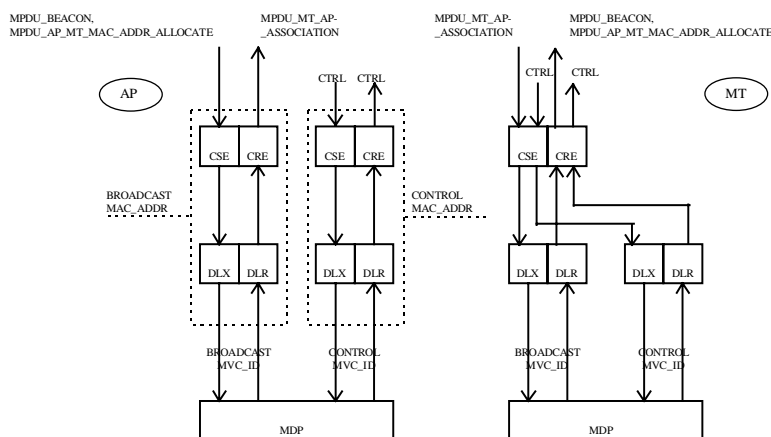 MPDU_BEACON,
MPDU_AP_MT_MAC_ADDR_ALLOCATE
MPDU_MT_AP-
_ASSOCIATION
CTRL
CTRL
AP
CSE
CRE
CSE
CRE
BROADCAST
MAC_ADDR
CONTROL
MAC_ADDR
DLX
DLR
DLX
DLR
BROADCAST
MVC_ID
CONTROL
MVC_ID
MDP
MPDU_MT_AP-
_ASSOCIATION
MPDU_BEACON,
MPDU_AP_MT_MAC_ADDR_ALLOCATE
CTRL
CTRL
MT
CSE
CRE
DLX
DLR
DLX
DLR
BROADCAST
MVC_ID
CONTROL
MVC_ID
MDP